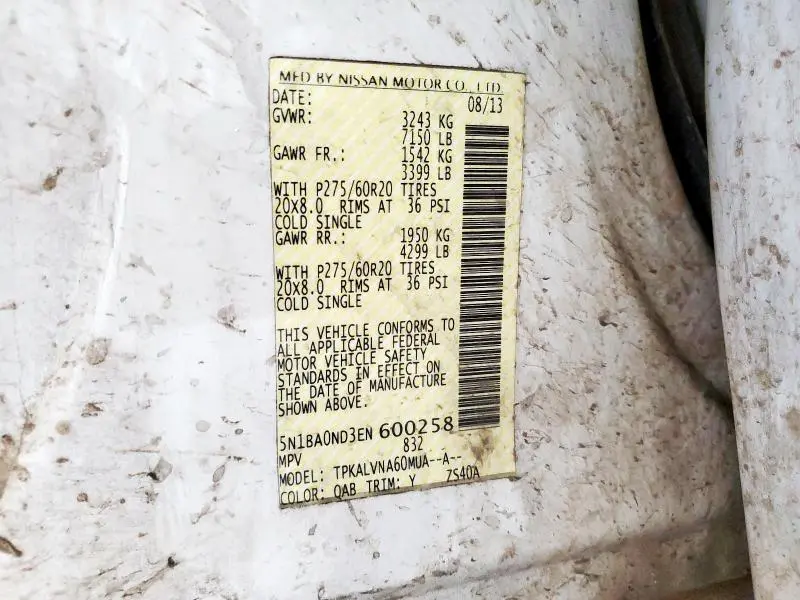 MFD BY NISSAN MOTOR CO., LTD.
DATE: 08/13
GVWR: 3243 KG
7150 LB
GAWR FR.: 1542 KG
3399 LB
WITH P275/60R20 TIRES
20X8.0 RIMS AT 36 PSI
COLD SINGLE
GAWR RR.: 1950 KG
4299 LB
WITH P275/60R20 TIRES
20X8.0 RIMS AT 36 PSI
COLD SINGLE
THIS VEHICLE CONFORMS TO
ALL APPLICABLE FEDERAL
MOTOR VEHICLE SAFETY
STANDARDS IN EFFECT ON
THE DATE OF MANUFACTURE
SHOWN ABOVE.
5N1BA0ND3EN 600258
MPV 832
MODEL: TPKALVNA60MUA--A--
COLOR: QAB TRIM: Y ZS40A